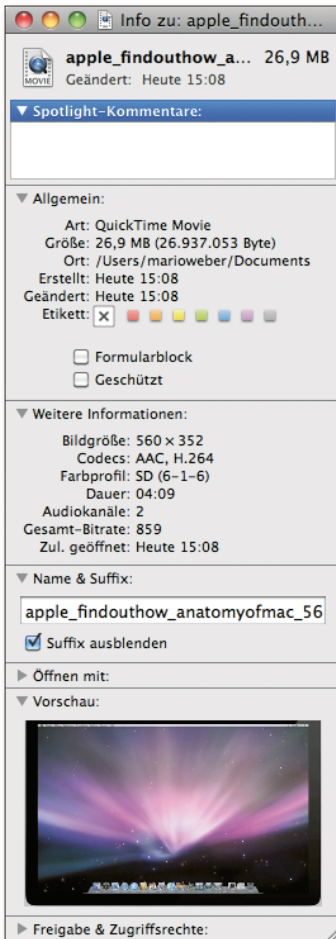 Info zu: apple_findouth...
MOVIE
apple_findouthow_a... 26,9 MB
Geändert: Heute 15:08
Spotlight-Kommentare:
Allgemein:
Art: QuickTime Movie
Größe: 26,9 MB (26.937.053 Byte)
Ort: /Users/marioweber/Documents
Erstellt: Heute 15:08
Geändert: Heute 15:08
Etikett:
Formularblock
Geschützt
Weitere Informationen:
Bildgröße: 560 × 352
Codecs: AAC, H.264
Farbprofil: SD (6-1-6)
Dauer: 04:09
Audiokanäle: 2
Gesamt-Bitrate: 859
Zul. geöffnet: Heute 15:08
Name & Suffix:
apple_findouthow_anatomyofmac_56
Suffix ausblenden
Öffnen mit:
Vorschau:
Freigabe & Zugriffsrechte: